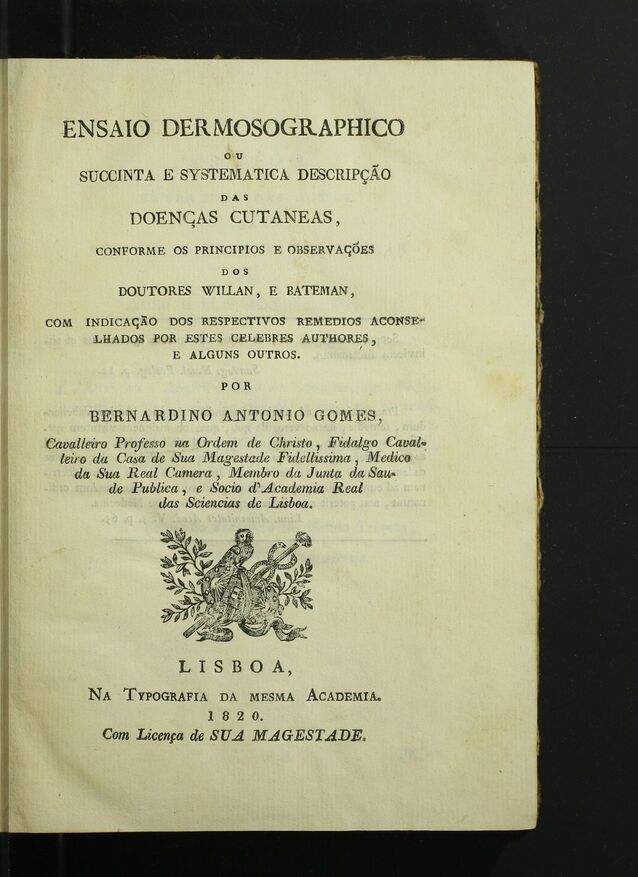 ENSAIO DERMOSOGRAPHICO
OU
SUCCINTA E SYSTEMATICA DESCRIPÇÃO
DAS
DOENÇAS CUTANEAS,
CONFORME OS PRINCIPIOS E OBSERVAÇÕES
DOS
DOUTORES WILLAN, E BATEMAN,
COM INDICAÇÃO DOS RESPECTIVOS REMEDIOS ACONSE-
LHADOS POR ESTES CELEBRES AUTHORES,
E ALGUNS OUTROS.
POR
BERNARDINO ANTONIO GOMES,
Cavalleiro Professo na Ordem de Christo, Fidalgo Caval-
leiro da Casa de Sua Magestade Fidelissima, Medico
da Sua Real Camera, Membro da Junta da Sau-
de Publica, e Socio d'Academia Real
das Sciencias de Lisboa.
LISBOA,
NA TYPOGRAFIA DA MESMA ACADEMIA.
1820.
Com Licença de SUA MAGESTADE.